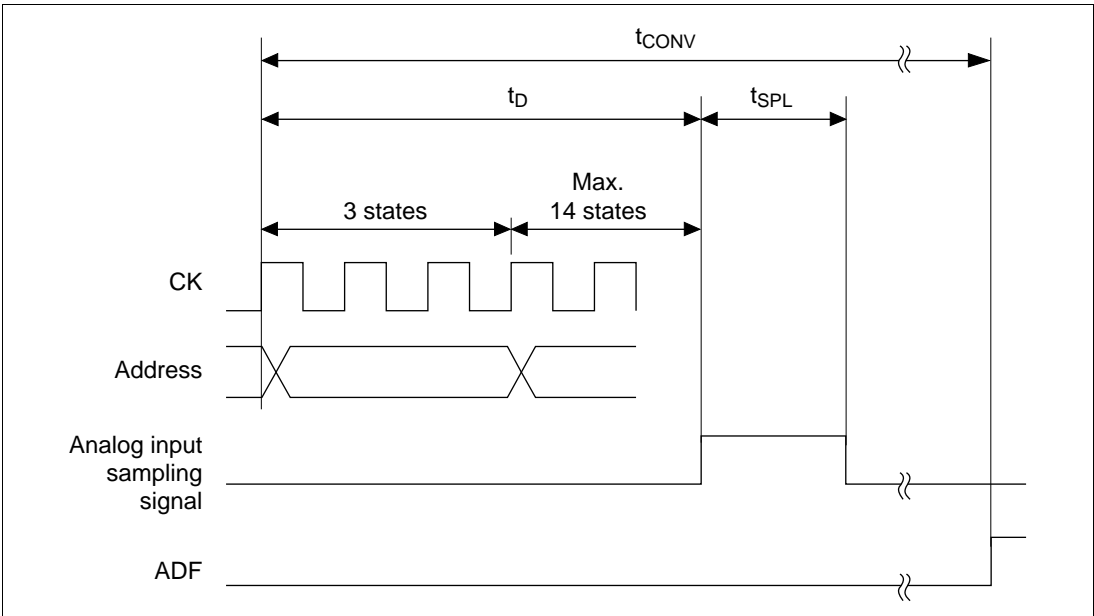 tCONV
tD
tSPL
3 states
Max.
14 states
CK
Address
Analog input
sampling
signal
ADF